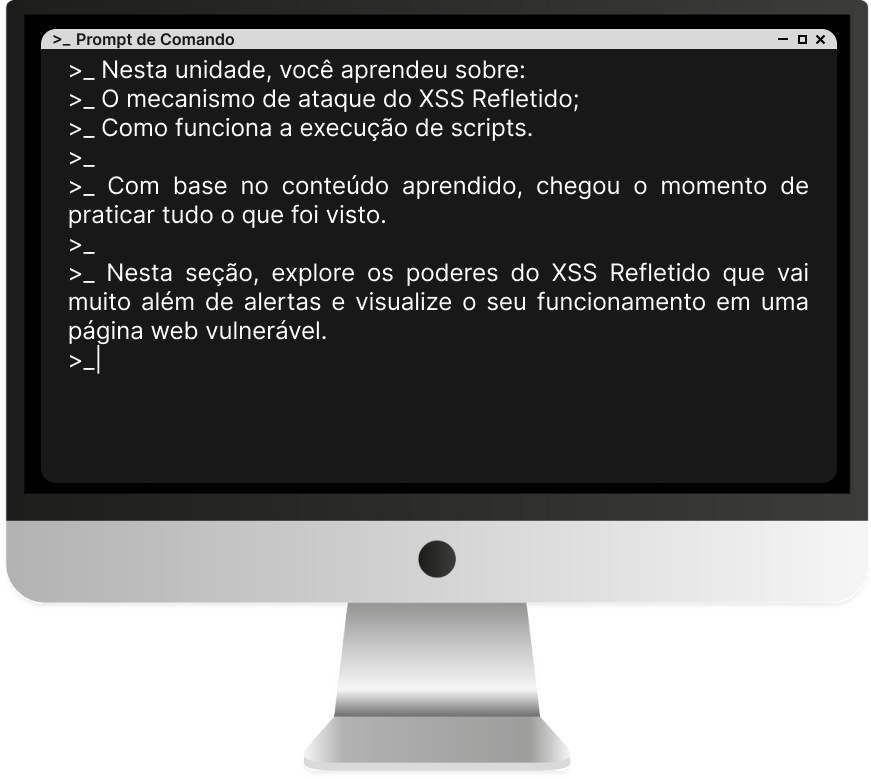 >_ Prompt de Comando
>_ Nesta unidade, você aprendeu sobre:
>_ O mecanismo de ataque do XSS Refletido;
>_ Como funciona a execução de scripts.
>_
>_ Com base no conteúdo aprendido, chegou o momento de
praticar tudo o que foi visto.
>_
>_ Nesta seção, explore os poderes do XSS Refletido que vai
muito além de alertas e visualize o seu funcionamento em uma
página web vulnerável.
>_|